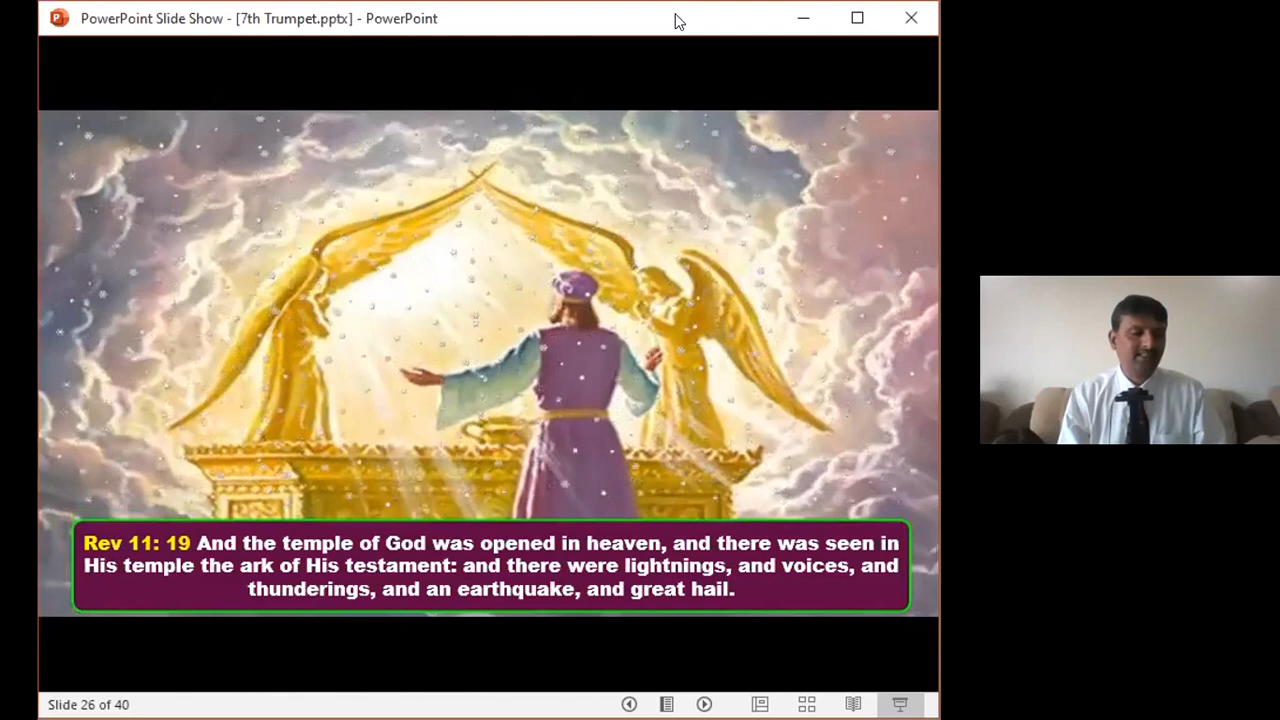 PowerPoint Slide Show - [7th Trumpet.pptx] - PowerPoint
Rev 11: 19 And the temple of God was opened in heaven, and there was seen in
His temple the ark of His testament: and there were lightnings, and voices, and
thunderings, and an earthquake, and great hail.
Slide 26 of 40